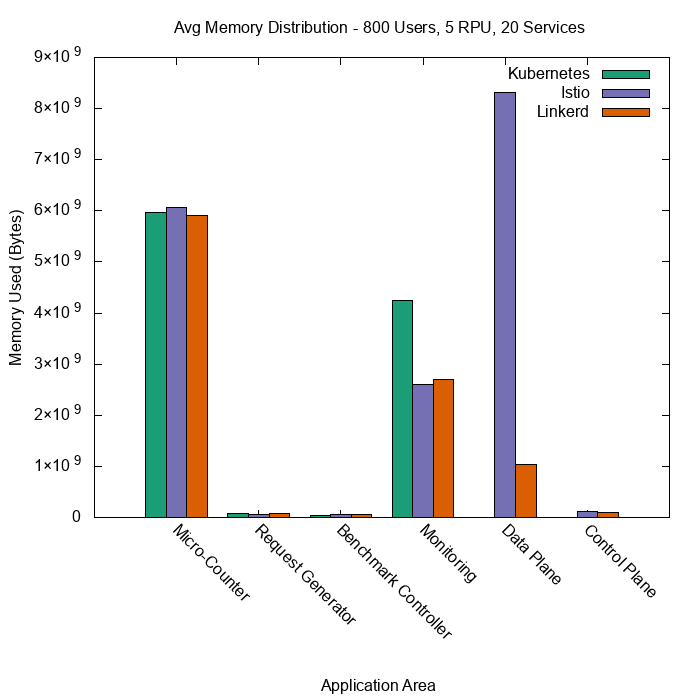 Avg Memory Distribution - 800 Users, 5 RPU, 20 Services
Kubernetes
Istio
Linkerd
9×10 9
8×10 9
7×10 9
6×10 9
5×10 9
4×10 9
3×10 9
2×10 9
1×10 9
0
Memory Used (Bytes)
Micro-Counter
Request Generator
Benchmark Controller
Monitoring
Data Plane
Control Plane
Application Area